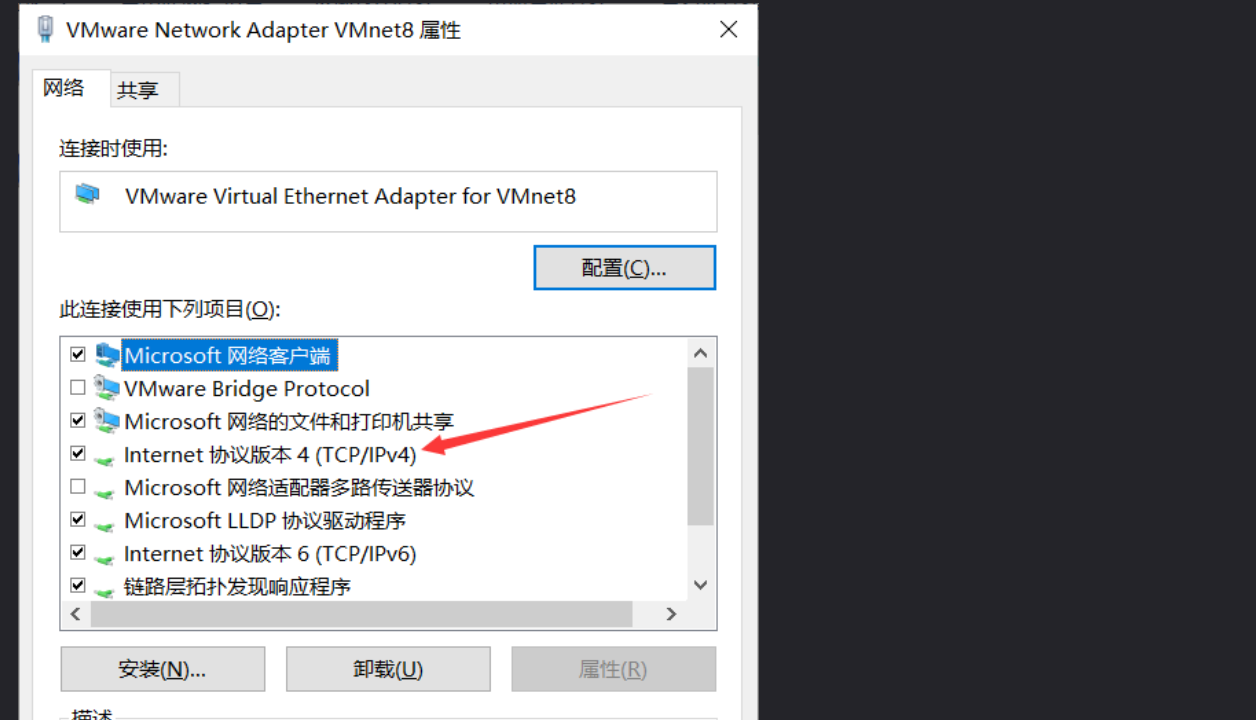 VMware Network Adapter VMnet8 属性
网络
共享
连接时使用:
VMware Virtual Ethernet Adapter for VMnet8
配置(C)...
此连接使用下列项目(O):
Microsoft 网络客户端
VMware Bridge Protocol
Microsoft 网络的文件和打印机共享
Internet 协议版本 4 (TCP/IPv4)
Microsoft 网络适配器多路传送器协议
Microsoft LLDP 协议驱动程序
Internet 协议版本 6 (TCP/IPv6)
链路层拓扑发现响应程序
安装(N)...
卸载(U)
属性(R)
描述